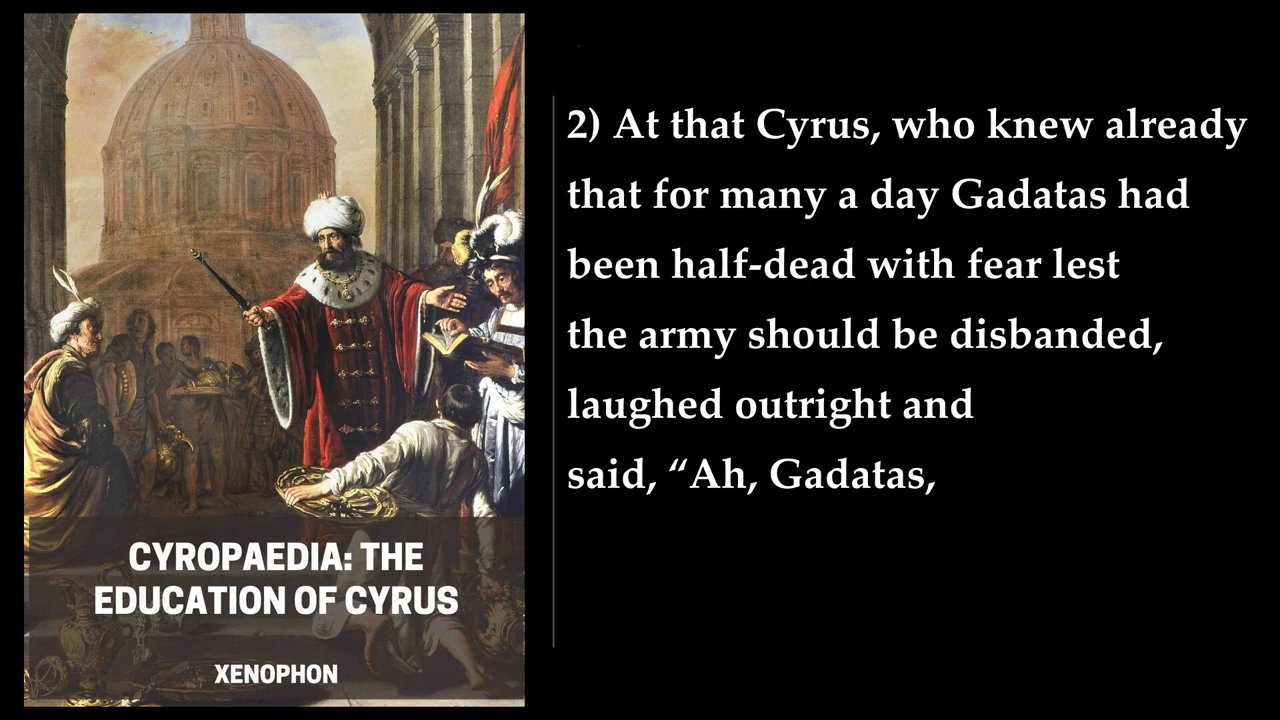 2) At that Cyrus, who knew already
that for many a day Gadatas had
been half-dead with fear lest
the army should be disbanded,
laughed outright and
said, “Ah, Gadatas,
CYROPAEDIA: THE
EDUCATION OF CYRUS
XENOPHON